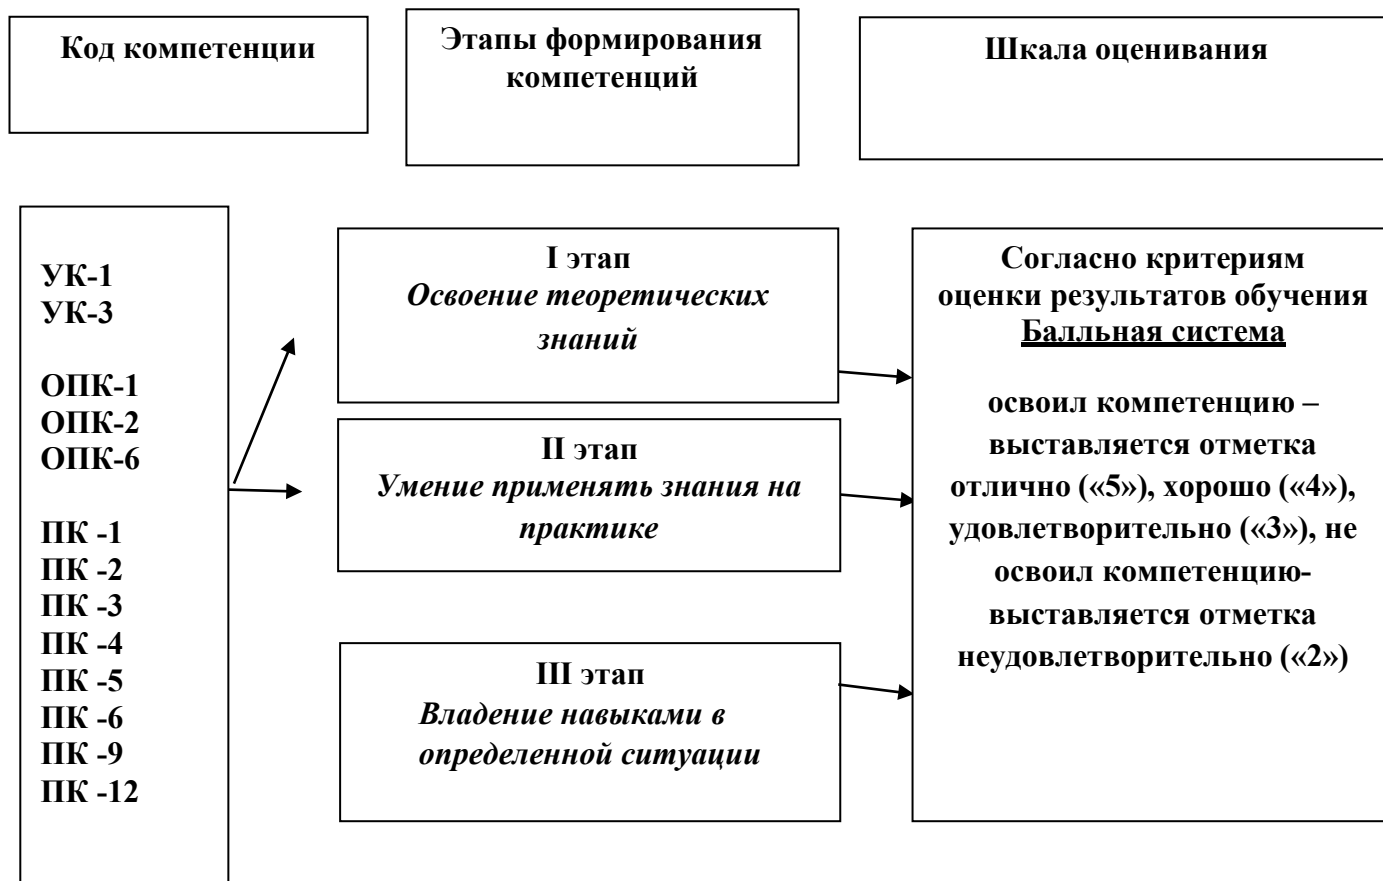 Код компетенции
Этапы формирования
компетенций
Шкала оценивания
УК-1
УК-3
ОПК-1
ОПК-2
ОПК-6
ПК -1
ПК -2
ПК -3
ПК -4
ПК -5
ПК -6
ПК -9
ПК -12
I этап
Освоение теоретических
знаний
II этап
Умение применять знания на
практике
III этап
Владение навыками в
определенной ситуации
Согласно критериям
оценки результатов обучения
Балльная система
освоил компетенцию –
выставляется отметка
отлично («5»), хорошо («4»),
удовлетворительно («3»), не
освоил компетенцию-
выставляется отметка
неудовлетворительно («2»)